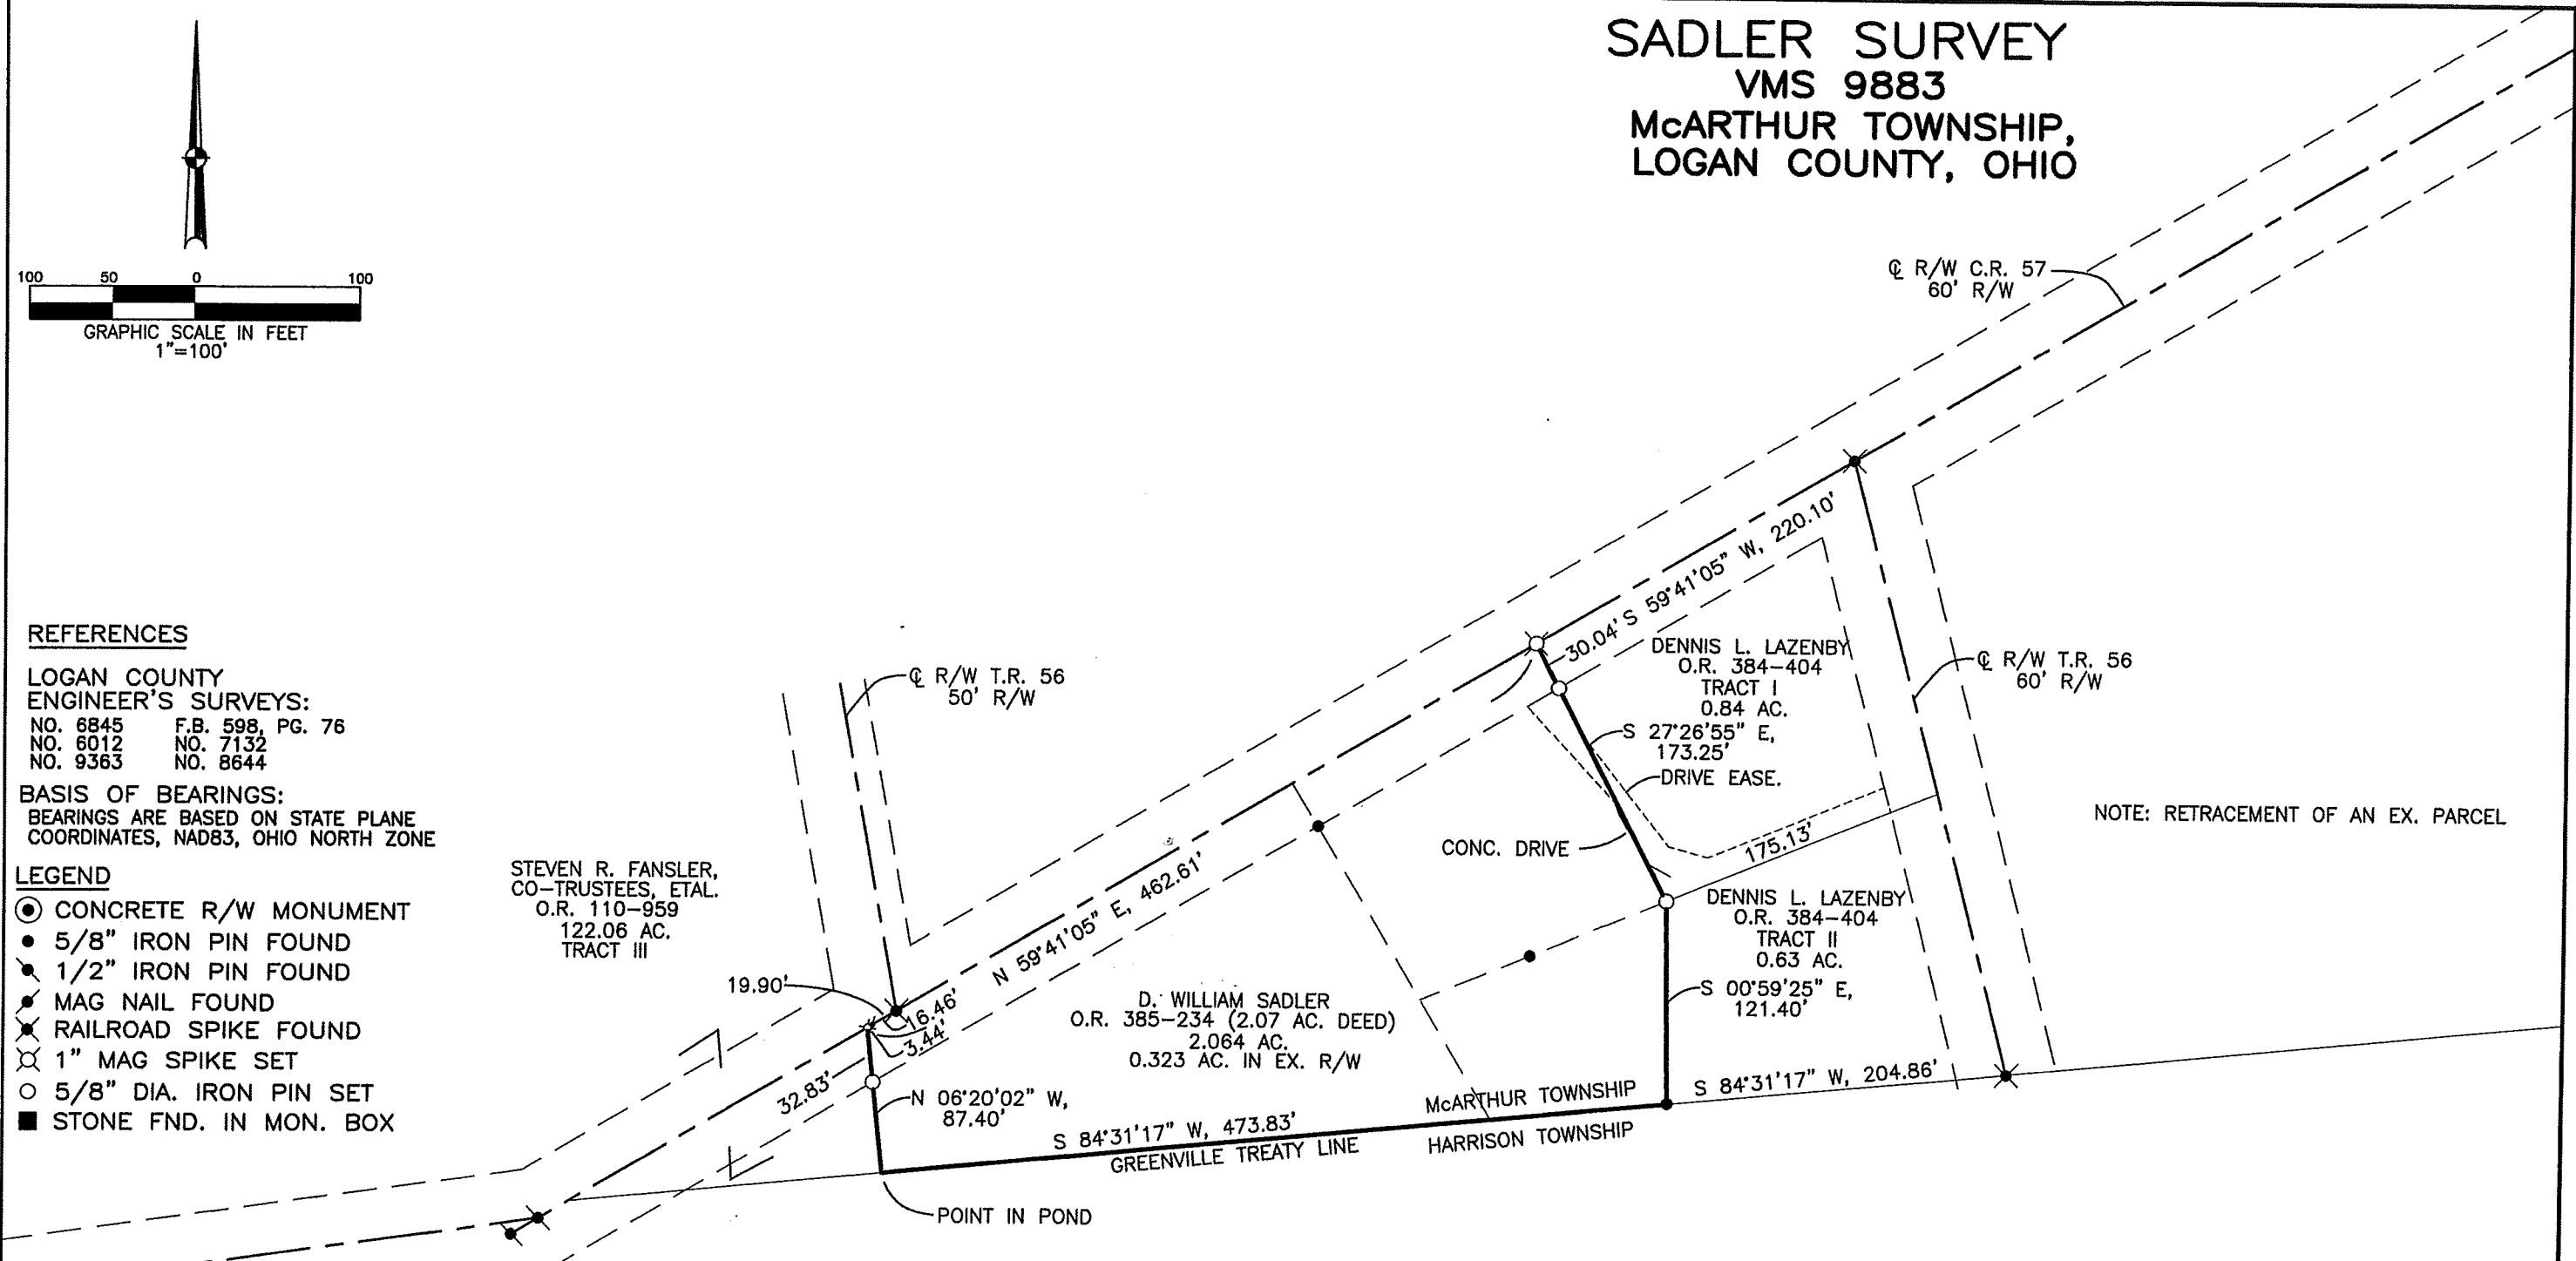 SADLER SURVEY
VMS 9883
McARTHUR TOWNSHIP,
LOGAN COUNTY, OHIO
100 50 0 100
GRAPHIC SCALE IN FEET
1"=100'
℄ R/W C.R. 57
60' R/W
REFERENCES
LOGAN COUNTY
ENGINEER'S SURVEYS:
NO. 6845 F.B. 598, PG. 76
NO. 6012 NO. 7132
NO. 9363 NO. 8644
BASIS OF BEARINGS:
BEARINGS ARE BASED ON STATE PLANE
COORDINATES, NAD83, OHIO NORTH ZONE
LEGEND
CONCRETE R/W MONUMENT
5/8" IRON PIN FOUND
1/2" IRON PIN FOUND
MAG NAIL FOUND
RAILROAD SPIKE FOUND
1" MAG SPIKE SET
5/8" DIA. IRON PIN SET
STONE FND. IN MON. BOX
STEVEN R. FANSLER,
CO-TRUSTEES, ETAL.
O.R. 110-959
122.06 AC.
TRACT III
℄ R/W T.R. 56
50' R/W
19.90'
16.46'
3.44'
32.83'
N 59°41'05" E, 462.61'
N 06°20'02" W,
87.40'
D. WILLIAM SADLER
O.R. 385-234 (2.07 AC. DEED)
2.064 AC.
0.323 AC. IN EX. R/W
S 84°31'17" W, 473.83'
GREENVILLE TREATY LINE
McARTHUR TOWNSHIP
HARRISON TOWNSHIP
POINT IN POND
30.04'
S 59°41'05" W, 220.10'
DENNIS L. LAZENBY
O.R. 384-404
TRACT I
0.84 AC.
S 27°26'55" E,
173.25'
DRIVE EASE.
CONC. DRIVE
175.13'
DENNIS L. LAZENBY
O.R. 384-404
TRACT II
0.63 AC.
S 00°59'25" E,
121.40'
S 84°31'17" W, 204.86'
℄ R/W T.R. 56
60' R/W
NOTE: RETRACEMENT OF AN EX. PARCEL